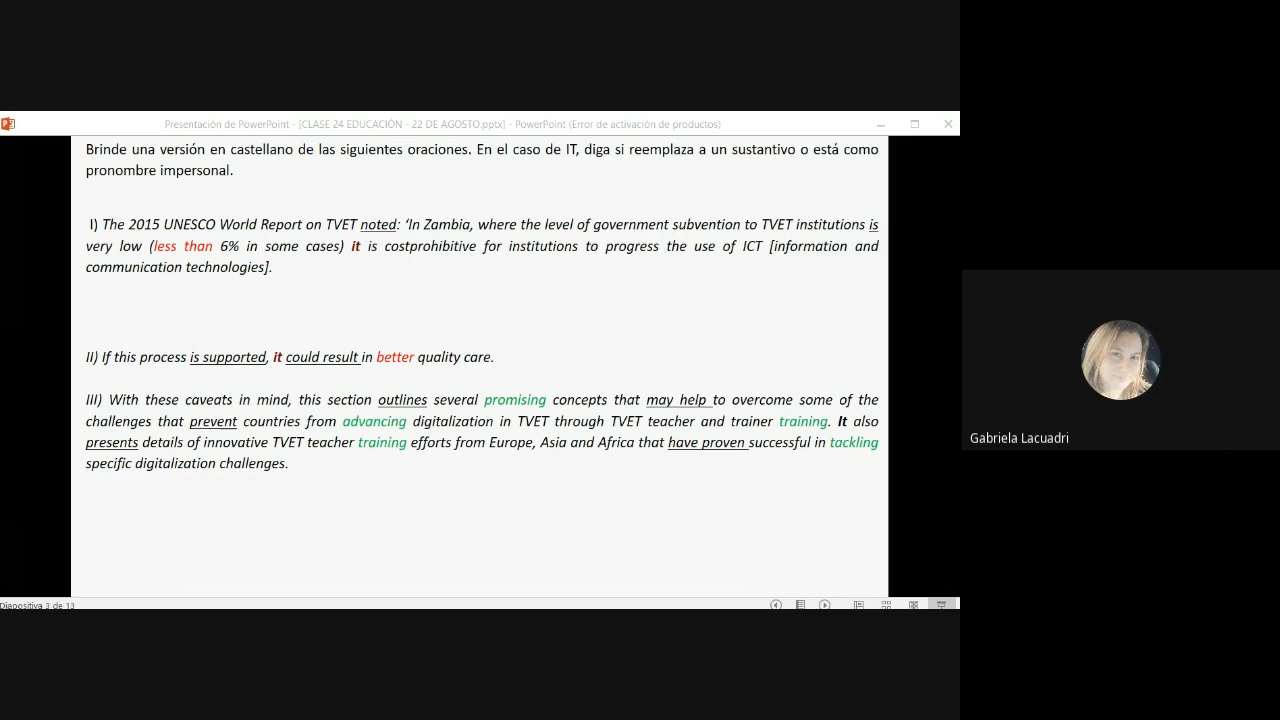 Presentación de PowerPoint - [CLASE 24 EDUCACIÓN - 22 DE AGOSTO.pptx] - PowerPoint (Error de activación de productos)
Brinde una versión en castellano de las siguientes oraciones. En el caso de IT, diga si reemplaza a un sustantivo o está como
pronombre impersonal.
I) The 2015 UNESCO World Report on TVET noted: ‘In Zambia, where the level of government subvention to TVET institutions is
very low (less than 6% in some cases) it is costprohibitive for institutions to progress the use of ICT [information and
communication technologies].
II) If this process is supported, it could result in better quality care.
III) With these caveats in mind, this section outlines several promising concepts that may help to overcome some of the
challenges that prevent countries from advancing digitalization in TVET through TVET teacher and trainer training. It also
presents details of innovative TVET teacher training efforts from Europe, Asia and Africa that have proven successful in tackling
specific digitalization challenges.
Gabriela Lacuadri
Diapositiva 3 de 13